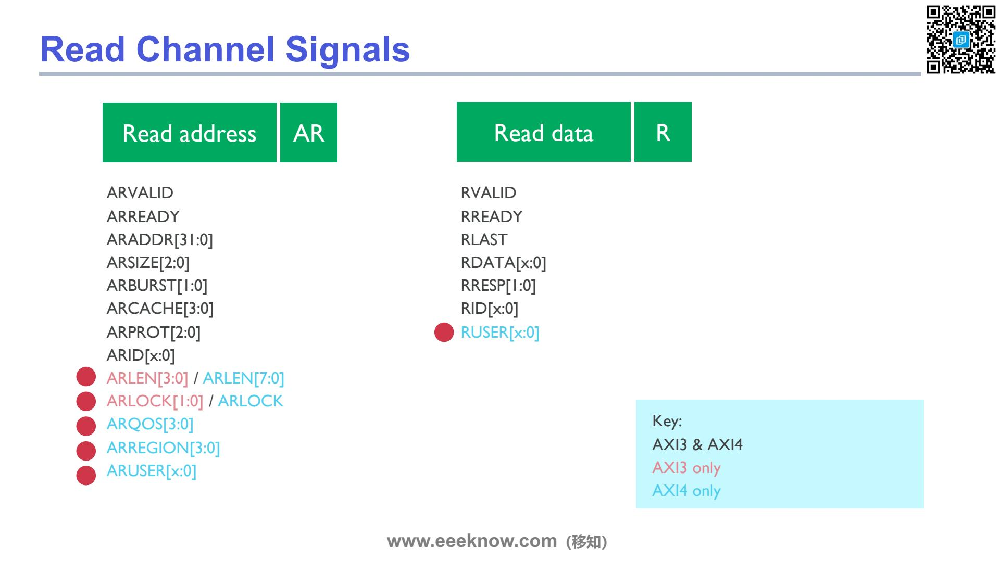 Read Channel Signals
Read address AR
ARVALID
ARREADY
ARADDR[31:0]
ARSIZE[2:0]
ARBURST[1:0]
ARCACHE[3:0]
ARPROT[2:0]
ARID[x:0]
ARLEN[3:0] / ARLEN[7:0]
ARLOCK[1:0] / ARLOCK
ARQOS[3:0]
ARREGION[3:0]
ARUSER[x:0]
Read data R
RVALID
RREADY
RLAST
RDATA[x:0]
RRESP[1:0]
RID[x:0]
RUSER[x:0]
Key:
AXI3 & AXI4
AXI3 only
AXI4 only
www.eeeknow.com (移知)